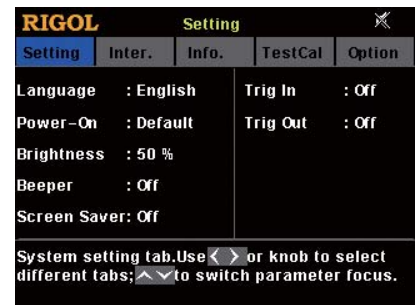 RIGOL Setting
Setting Inter. Info. TestCal Option
Language : English Trig In : Off
Power-On : Default Trig Out : Off
Brightness : 50 %
Beeper : Off
Screen Saver: Off
System setting tab.Use < > or knob to select
different tabs; to switch parameter focus.